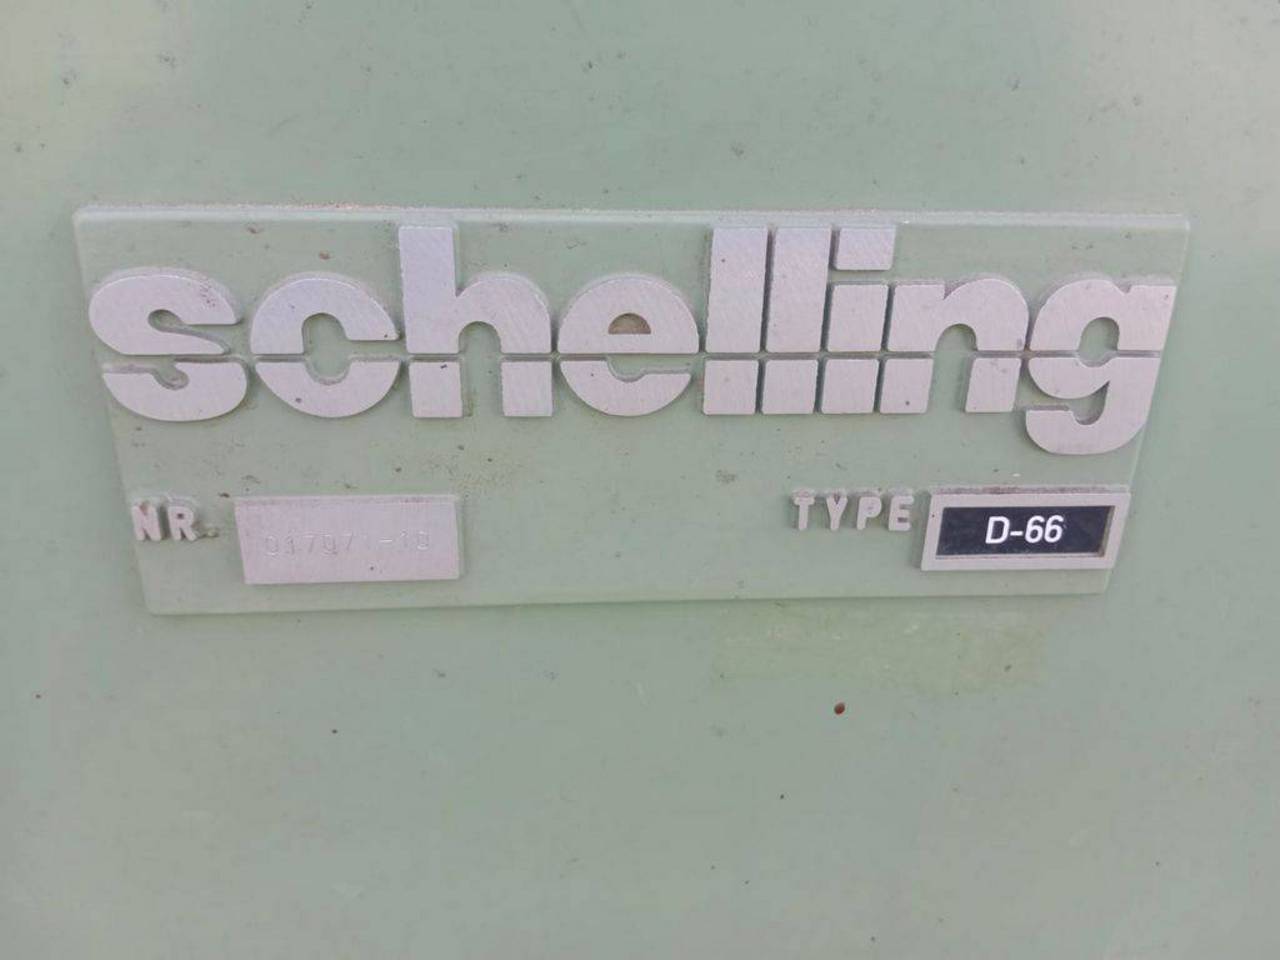 schelling
NR.
TYPE D-66